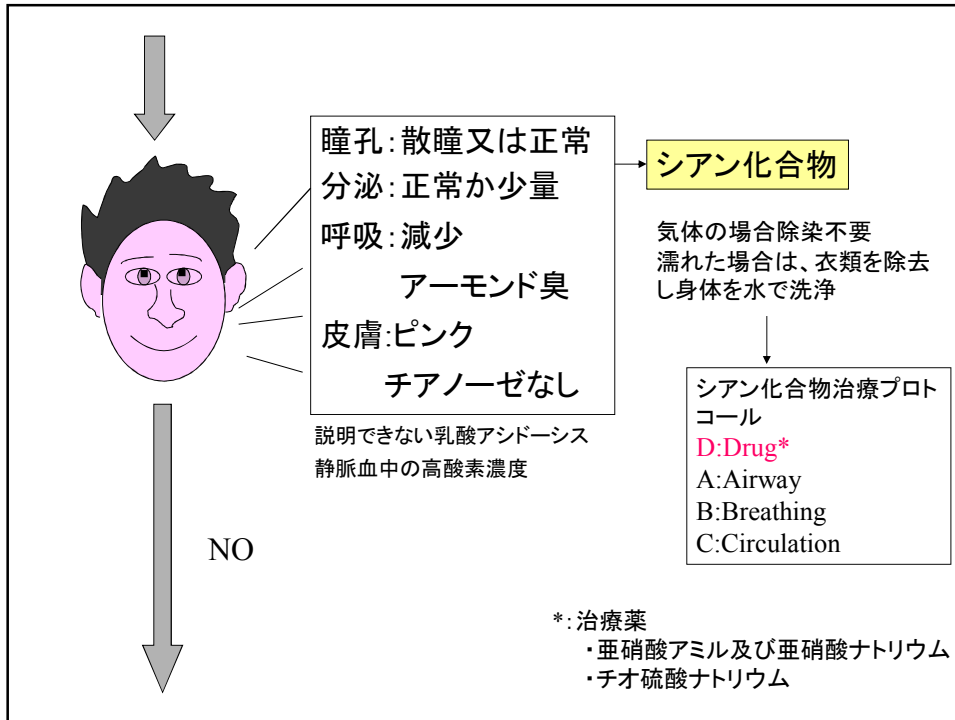 瞳孔：散瞳又は正常
分泌：正常か少量
呼吸：減少
アーモンド臭
皮膚：ピンク
チアノーゼなし
説明できない乳酸アシドーシス
静脈血中の高酸素濃度
シアン化合物
気体の場合除染不要
濡れた場合は、衣類を除去
し身体を水で洗浄
シアン化合物治療プロト
コール
D:Drug*
A:Airway
B:Breathing
C:Circulation
NO
*：治療薬
・亜硝酸アミル及び亜硝酸ナトリウム
・チオ硫酸ナトリウム